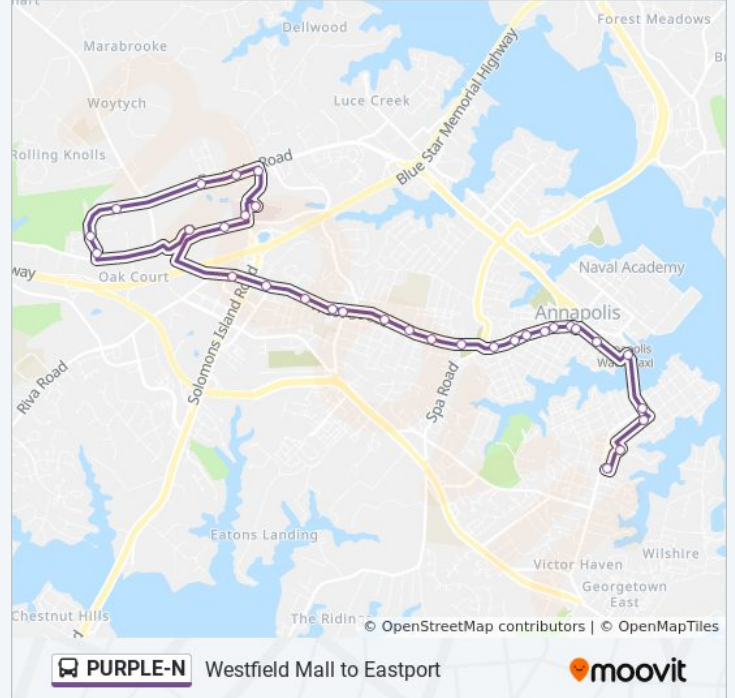 Dellwood
Forest Meadows
Marabrooke
Woytych
Luce Creek
Blue Star Memorial Highway
Rolling Knolls
Road
way
Oak Court
Naval Academy
Annapolis
Solomons Island Road
Riva Road
Spa Road
Eatons Landing
Wilshire
Victor Haven
Georgetown
East
Chestnut Hills
The Riding
© OpenStreetMap contributors | © OpenMapTiles
PURPLE-N
Westfield Mall to Eastport
moovit